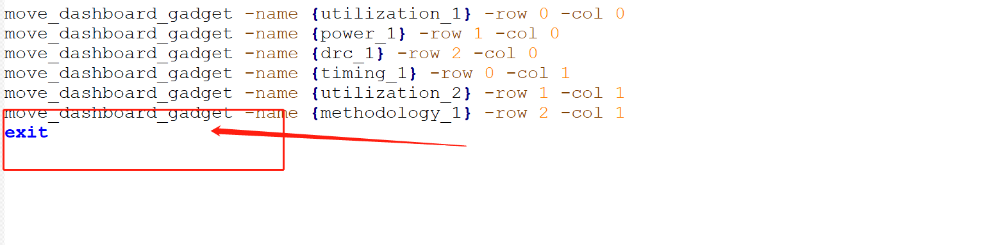 move_dashboard_gadget -name {utilization_1} -row 0 -col 0
move_dashboard_gadget -name {power_1} -row 1 -col 0
move_dashboard_gadget -name {drc_1} -row 2 -col 0
move_dashboard_gadget -name {timing_1} -row 0 -col 1
move_dashboard_gadget -name {utilization_2} -row 1 -col 1
move_dashboard_gadget -name {methodology_1} -row 2 -col 1
exit